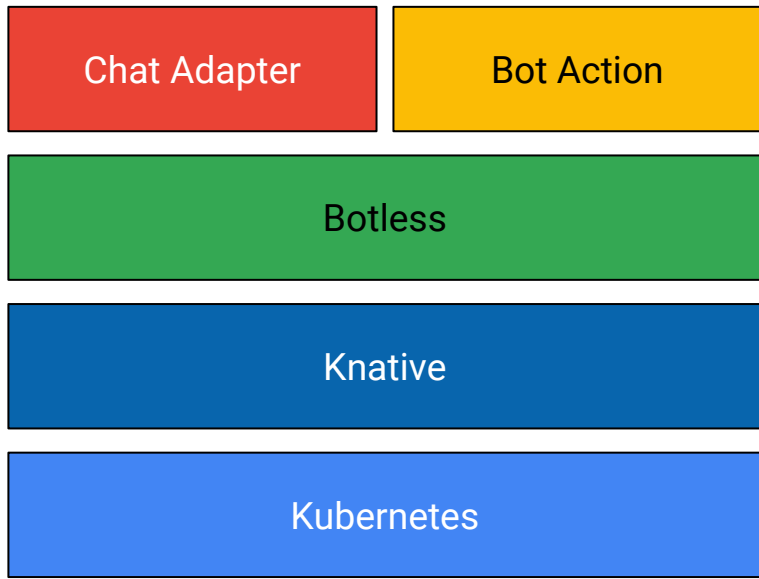 Chat Adapter
Bot Action
Botless
Knative
Kubernetes